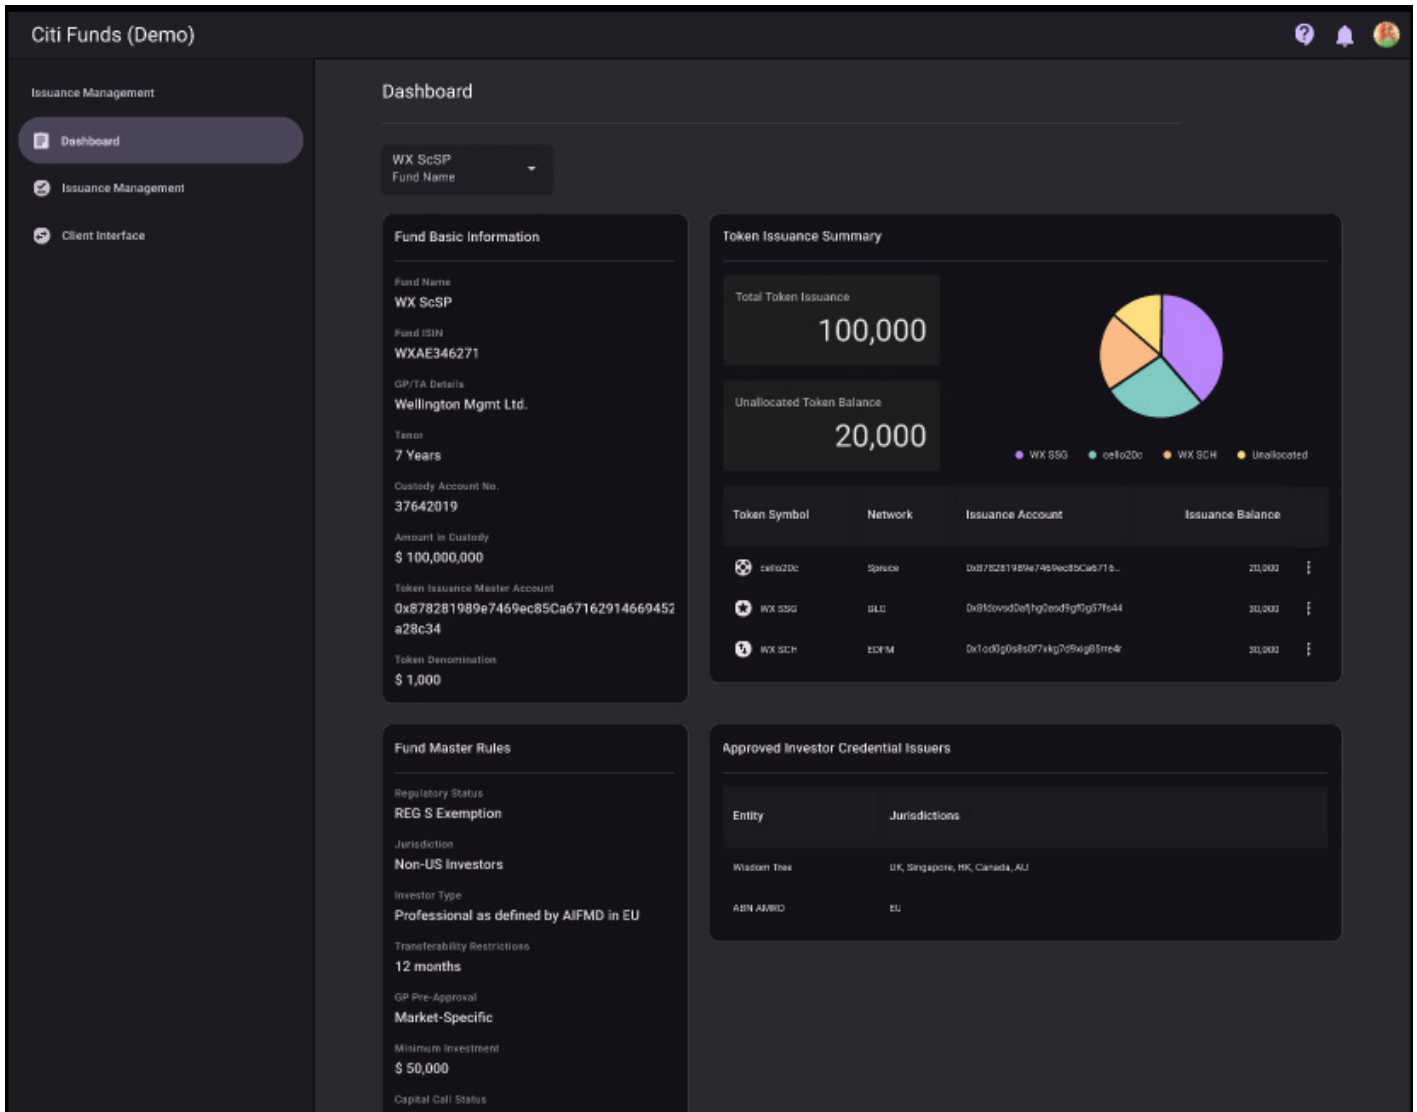 Citi Funds (Demo)
Issuance Management
Dashboard
Issuance Management
Client Interface
Dashboard
WX ScSP
Fund Name
Fund Basic Information
Fund Name
WX ScSP
Fund ISIN
WXAE346271
GP/TA Details
Wellington Mgmt Ltd.
Tenor
7 Years
Custody Account No.
37642019
Amount in Custody
$ 100,000,000
Token Issuance Master Account
0x878281989e7469ec85Ca67162914669452
a28c34
Token Denomination
$ 1,000
Token Issuance Summary
Total Token Issuance
100,000
Unallocated Token Balance
20,000
WX SSG cello20c WX SCH Unallocated
Token Symbol Network Issuance Account Issuance Balance
cello20c Spruce 0x878281989e7469ec85Ca6716... 20,000
WX SSG 30,000
WX SCH 30,000
Fund Master Rules
Regulatory Status
REG S Exemption
Jurisdiction
Non-US Investors
Investor Type
Professional as defined by AIFMD in EU
Transferability Restrictions
12 months
GP Pre-Approval
Market-Specific
Minimum Investment
$ 50,000
Capital Call Status
Approved Investor Credential Issuers
Entity Jurisdictions
Wisdom Tree UK, Singapore, HK, Canada, AU
ABN AMRO EU